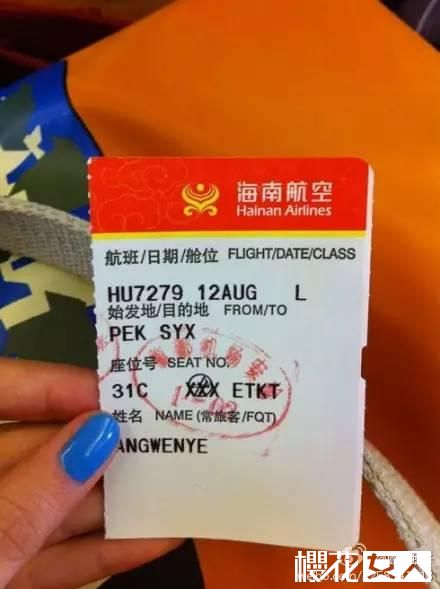 海南航空
Hainan Airlines
航班/日期/舱位 FLIGHT/DATE/CLASS
HU7279 12AUG L
始发地/目的地 FROM/TO
PEK SYX
座位号 SEAT NO.
31C XXX ETKT
姓名 NAME (常旅客/FQT)
ANGWENYE
櫻花女人